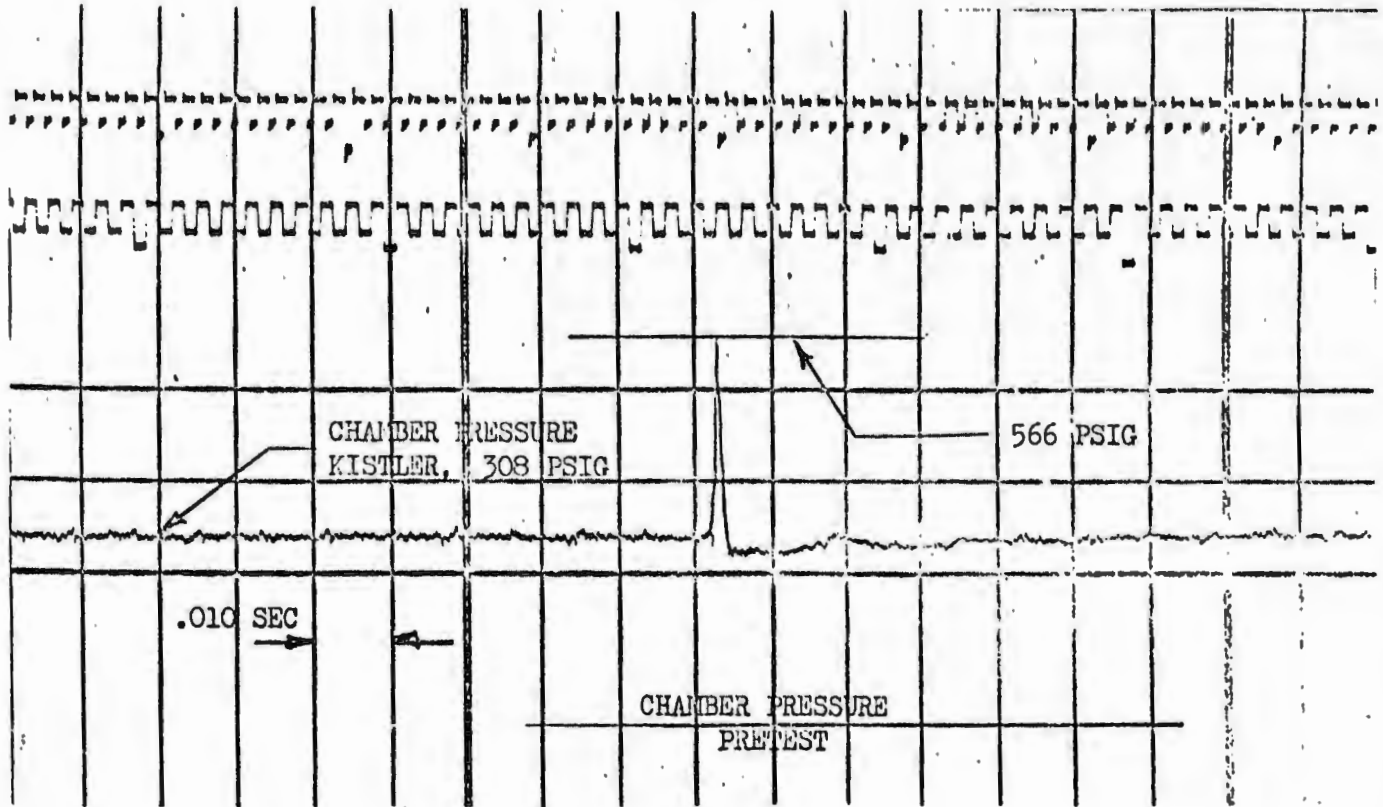 CHAMBER PRESSURE
KISTLER, 308 PSIG
566 PSIG
.010 SEC
CHAMBER PRESSURE
PRETEST